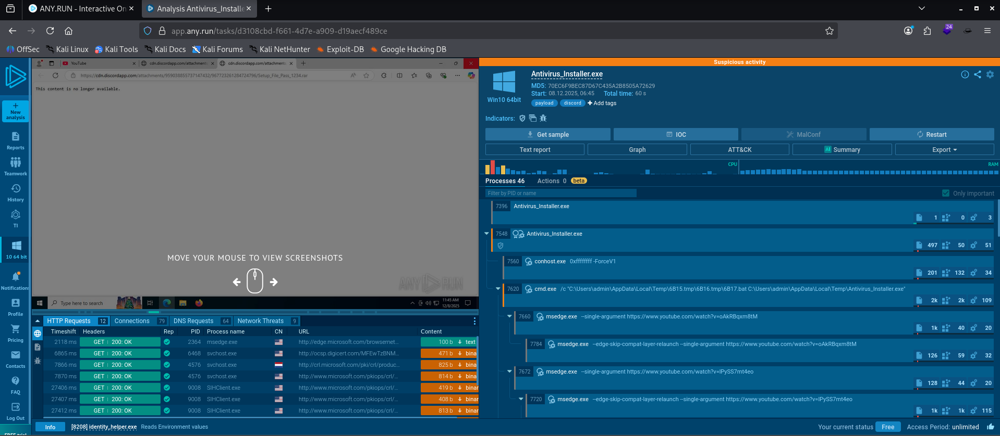 ANY.RUN - Interactive On
Analysis Antivirus_Installe
app.any.run/tasks/d3108cbd-f661-4d7e-a909-d19aecf489ce
24
OffSec
Kali Linux
Kali Tools
Kali Docs
Kali Forums
Kali NetHunter
Exploit-DB
Google Hacking DB
New
analysis
Reports
Teamwork
History
TI
10 64 bit
Notifications
Profile
Pricing
Contacts
FAQ
Log Out
FREE trial
YouTube
cdn.discordapp.com/attachment
cdn.discordapp.com/attachments
https://cdn.discordapp.com/attachments/959038855737147432/967723261284724796/Setup_File_Pass_1234.rar
This content is no longer available.
MOVE YOUR MOUSE TO VIEW SCREENSHOTS
ANY RUN
Type here to search
11:45 AM
12/8/2025
HTTP Requests 12
Connections 79
DNS Requests 64
Network Threats 9
Timeshift Headers Rep PID Process name CN URL Content
2118 ms GET 200: OK 2364 msedge.exe http://edge.microsoft.com/browsernet... 100 b text
6865 ms GET 200: OK 6468 svchost.exe http://ocsp.digicert.com/MFEwTzBNM... 471 b bina
7866 ms GET 200: OK 4576 svchost.exe http://crl.microsoft.com/pki/crl/produc... 825 b bina
7870 ms GET 200: OK 4576 svchost.exe http://www.microsoft.com/pkiops/crl/... 814 b bina
27406 ms GET 200: OK 9008 SIHClient.exe http://www.microsoft.com/pkiops/crl/... 419 b binar
27407 ms GET 200: OK 9008 SIHClient.exe http://www.microsoft.com/pkiops/crl/... 408 b binar
27412 ms GET 200: OK 9008 SIHClient.exe http://www.microsoft.com/pkiops/crl/... 813 b binar
Suspicious activity
Win10 64bit
Antivirus_Installer.exe
MD5: 70EC6F9BEC87D67C435A2B8505A72629
Start: 08.12.2025, 06:45 Total time: 60 s
payload discord Add tags
Indicators:
Get sample IOC MalConf Restart
Text report Graph ATT&CK AI Summary Export
CPU RAM
Processes 46 Actions 0 beta
Filter by PID or name Only important
7396 Antivirus_Installer.exe
1 0 3
7548 Antivirus_Installer.exe
497 50 51
7560 conhost.exe 0xffffffff -ForceV1
201 132 34
7620 cmd.exe /c "C:\Users\admin\AppData\Local\Temp\6B15.tmp\6B16.tmp\6B17.bat C:\Users\admin\AppData\Local\Temp\Antivirus_Installer.exe"
2k 2k 109
7660 msedge.exe --single-argument https://www.youtube.com/watch?v=oAkRBqxm8tM
1k 40 20
7784 msedge.exe --edge-skip-compat-layer-relaunch --single-argument https://www.youtube.com/watch?v=oAkRBqxm8tM
126 59 32
7672 msedge.exe --single-argument https://www.youtube.com/watch?v=lPySS7mt4eo
128 44 20
7720 msedge.exe --edge-skip-compat-layer-relaunch --single-argument https://www.youtube.com/watch?v=lPySS7mt4eo
1k 1k 115
Info [8208] identity_helper.exe Reads Environment values
Your current status Free Access Period: unlimited